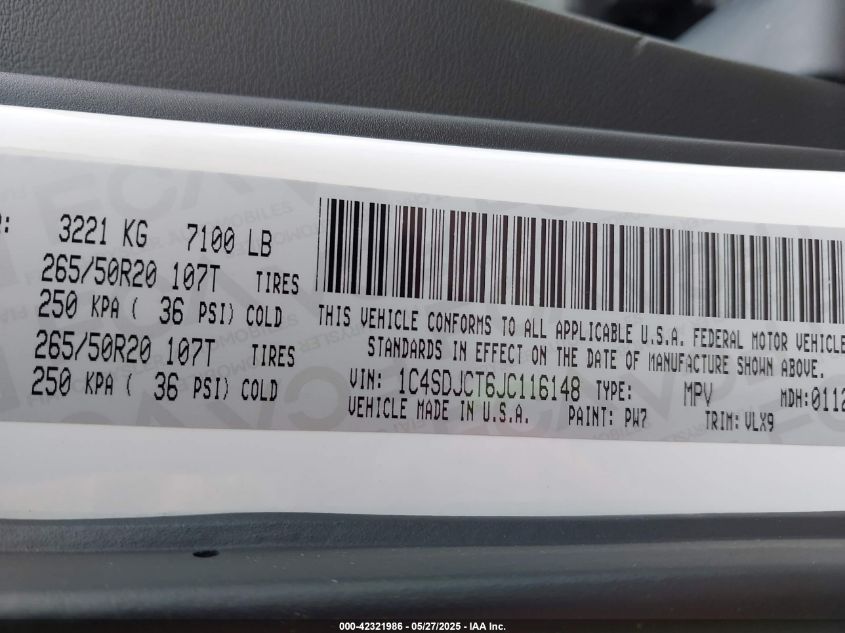 R: 3221 KG 7100 LB
265/50R20 107T TIRES
250 KPA ( 36 PSI) COLD
265/50R20 107T TIRES
250 KPA ( 36 PSI) COLD
THIS VEHICLE CONFORMS TO ALL APPLICABLE U.S.A. FEDERAL MOTOR VEHICLE
STANDARDS IN EFFECT ON THE DATE OF MANUFACTURE SHOWN ABOVE.
VIN: 1C4SDJCT6JC116148 TYPE: MPV MDH:0112
VEHICLE MADE IN U.S.A. PAINT: PW7 TRIM: VLX9
000-42321986 - 05/27/2025 - IAA Inc.